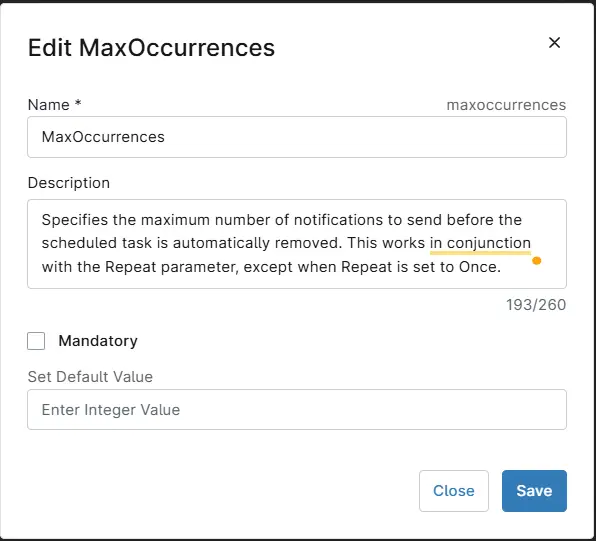 Edit MaxOccurrences
Name *
maxoccurrences
MaxOccurrences
Description
Specifies the maximum number of notifications to send before the
scheduled task is automatically removed. This works in conjunction
with the Repeat parameter, except when Repeat is set to Once.
193/260
Mandatory
Set Default Value
Enter Integer Value
Close
Save